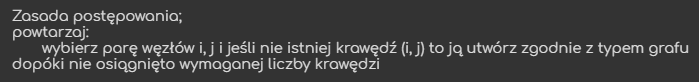 Zasada postępowania;
powtarzaj:
wybierz parę węzłów i, j i jeśli nie istniej krawędź (i, j) to ją utwórz zgodnie z typem grafu
dopóki nie osiągnięto wymaganej liczby krawędzi